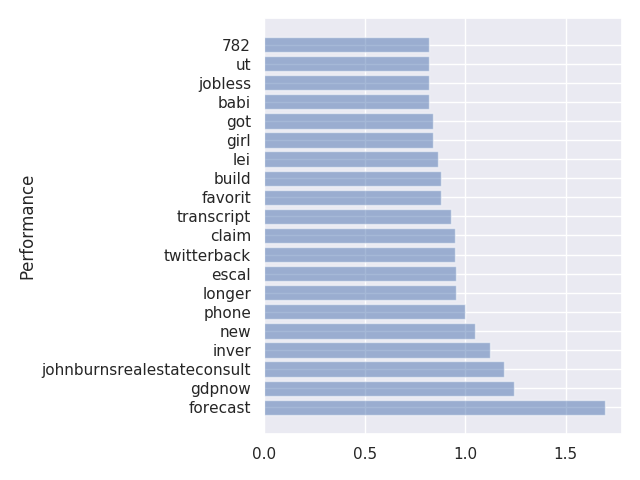 782
ut
jobless
babi
got
girl
lei
build
favorit
transcript
claim
twitterback
escal
longer
phone
new
inver
johnburnsrealestateconsult
gdpnow
forecast
Performance
0.0 0.5 1.0 1.5